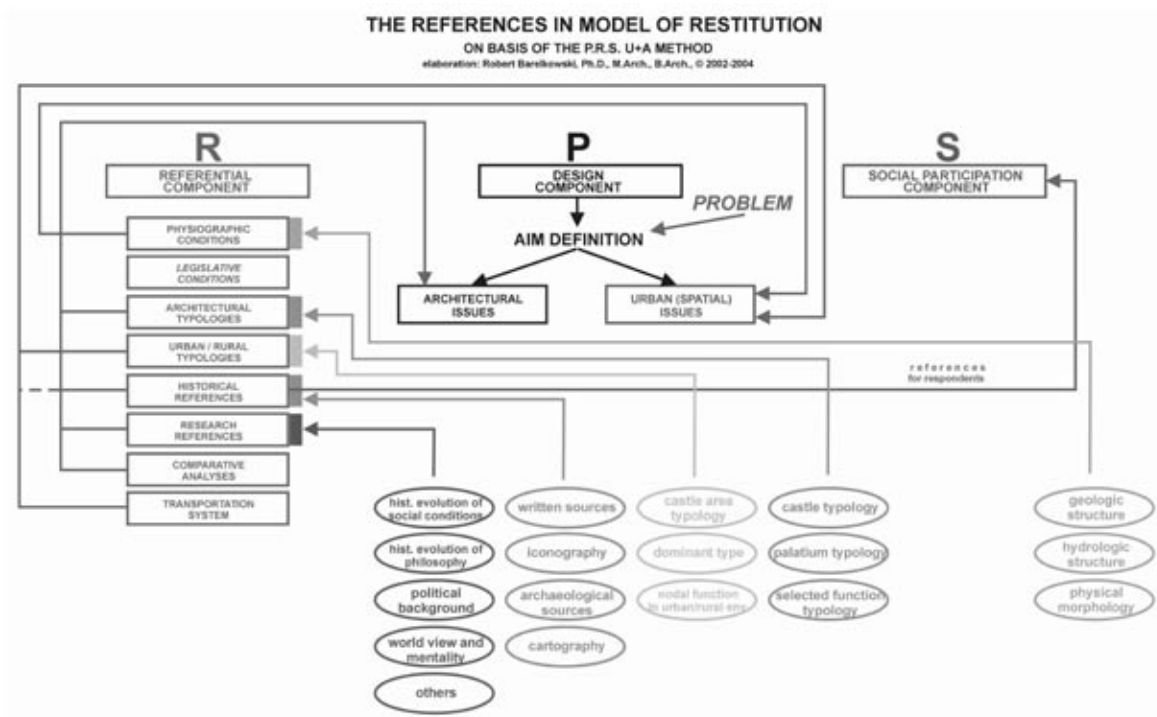 THE REFERENCES IN MODEL OF RESTITUTION
ON BASIS OF THE P.R.S. U+A METHOD
elaboration: Robert Barelkowski, Ph.D., M.Arch., B.Arch., © 2002-2004
R
REFERENTIAL
COMPONENT
P
DESIGN
COMPONENT
S
SOCIAL PARTICIPATION
COMPONENT
PROBLEM
AIM DEFINITION
ARCHITECTURAL
ISSUES
URBAN (SPATIAL)
ISSUES
PHYSIOGRAPHIC
CONDITIONS
LEGISLATIVE
CONDITIONS
ARCHITECTURAL
TYPOLOGIES
URBAN / RURAL
TYPOLOGIES
HISTORICAL
REFERENCES
RESEARCH
REFERENCES
COMPARATIVE
ANALYSES
TRANSPORTATION
SYSTEM
references
for respondents
hist. evolution of
social conditions
hist. evolution of
philosophy
political
background
world view and
mentality
others
written sources
iconography
archaeological
sources
cartography
castle area
typology
dominant type
nodal function
in urban/rural env.
castle typology
palatium typology
selected function
typology
geologic
structure
hydrologic
structure
physical
morphology